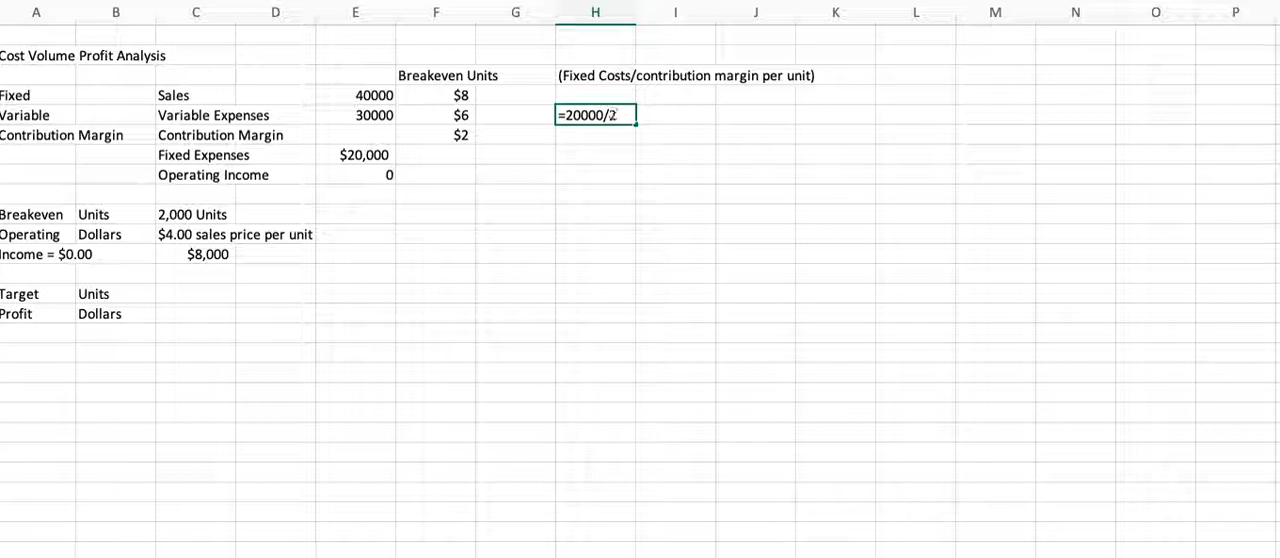 A B C D E F G H I J K L M N O P
Cost Volume Profit Analysis
Breakeven Units (Fixed Costs/contribution margin per unit)
Fixed Sales 40000 $8
Variable Variable Expenses 30000 $6 =20000/2
Contribution Margin Contribution Margin $2
Fixed Expenses $20,000
Operating Income 0
Breakeven Units 2,000 Units
Operating Dollars $4.00 sales price per unit
Income = $0.00 $8,000
Target Units
Profit Dollars